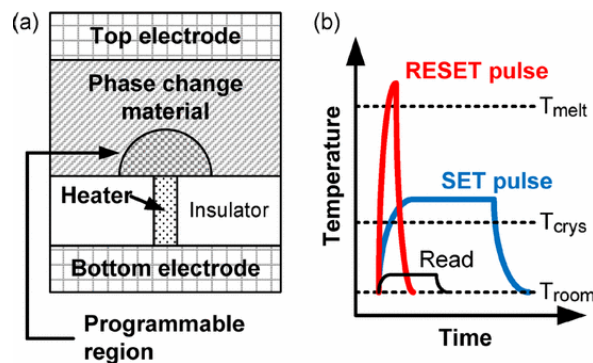 (a)
Top electrode
Phase change
material
Heater
Insulator
Bottom electrode
Programmable
region
(b)
RESET pulse
Tmelt
SET pulse
Tcrys
Read
Troom
Temperature
Time